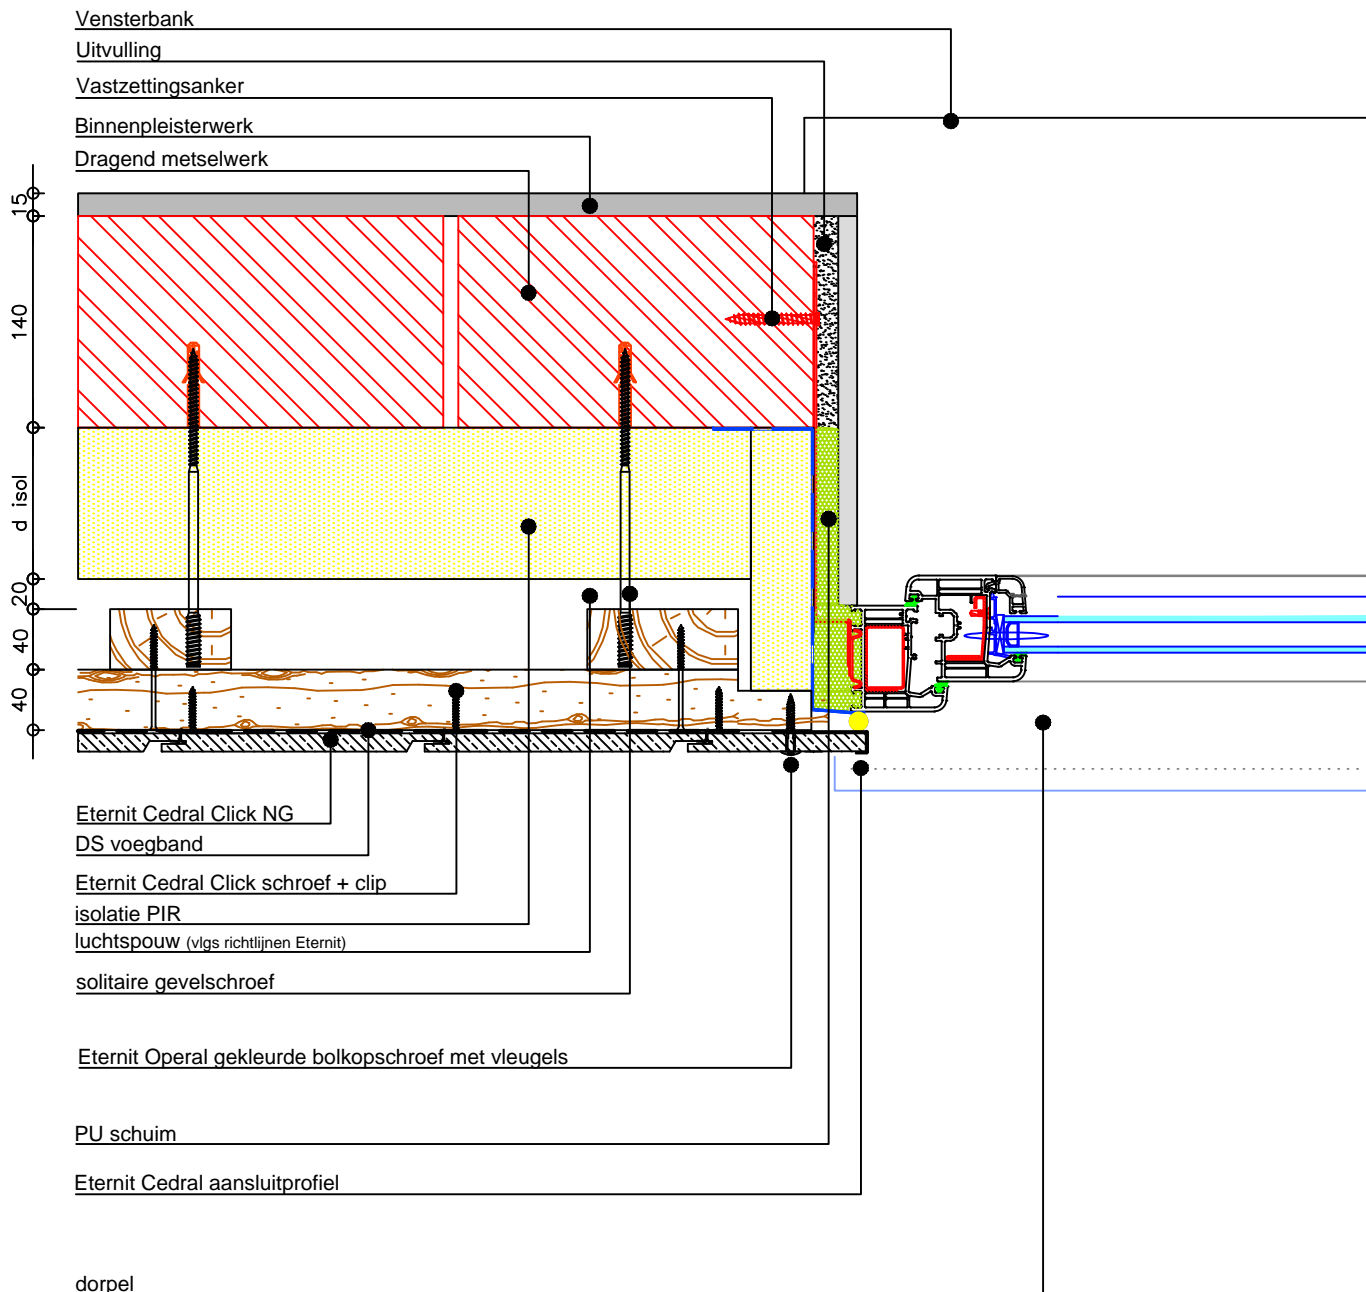 Vensterbank
Uitvulling
Vastzettingsanker
Binnenpleisterwerk
Dragend metselwerk
15
140
d isol
20
40
40
Eternit Cedral Click NG
DS voegband
Eternit Cedral Click schroef + clip
isolatie PIR
luchtspouw (vlgs richtlijnen Eternit)
solitaire gevelschroef
Eternit Operal gekleurde bolkopschroef met vleugels
PU schuim
Eternit Cedral aansluitprofiel
dorpel